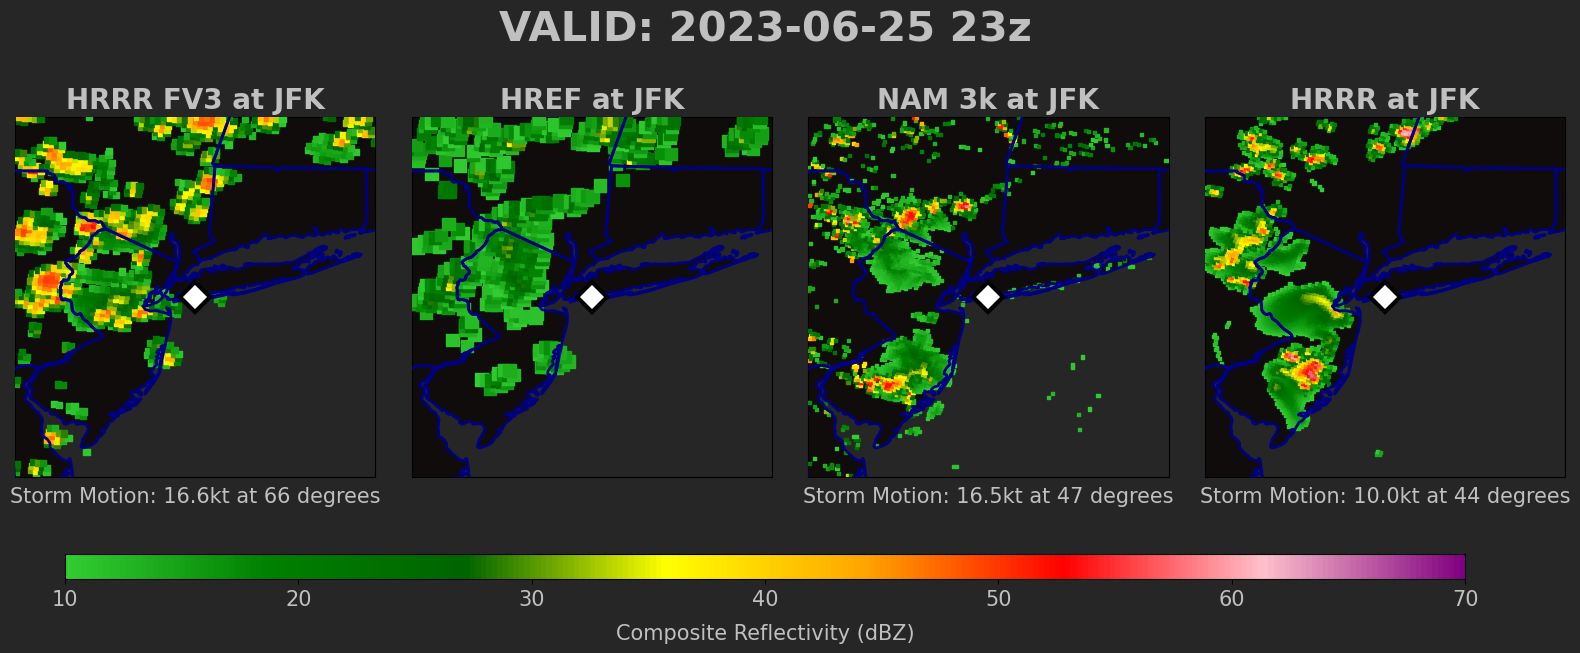 VALID: 2023-06-25 23z
HRRR FV3 at JFK
HREF at JFK
NAM 3k at JFK
HRRR at JFK
Storm Motion: 16.6kt at 66 degrees
Storm Motion: 16.5kt at 47 degrees
Storm Motion: 10.0kt at 44 degrees
10 20 30 40 50 60 70
Composite Reflectivity (dBZ)